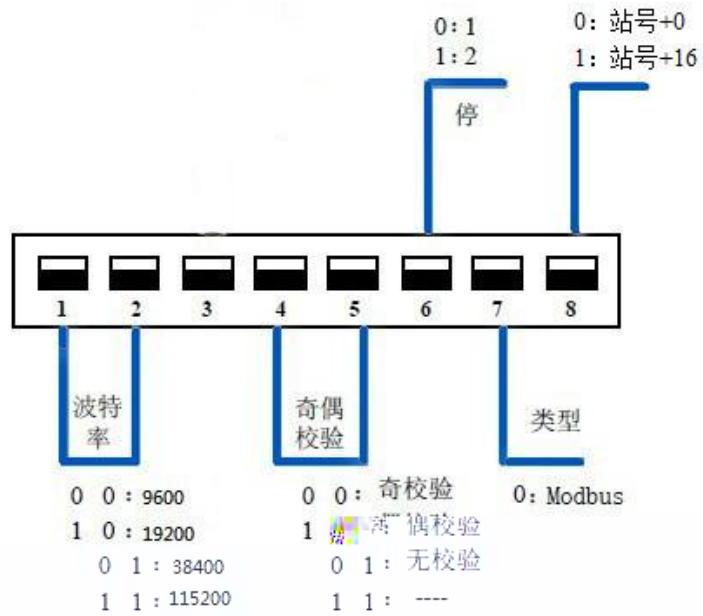 0:1
1:2
停
0: 站号+0
1: 站号+16
1 2 3 4 5 6 7 8
波特
率
奇偶
校验
类型
0 0:9600
1 0:19200
0 1:38400
1 1:115200
0 0: 奇校验
1 偶校验
0 1: 无校验
1 1: ----
0: Modbus